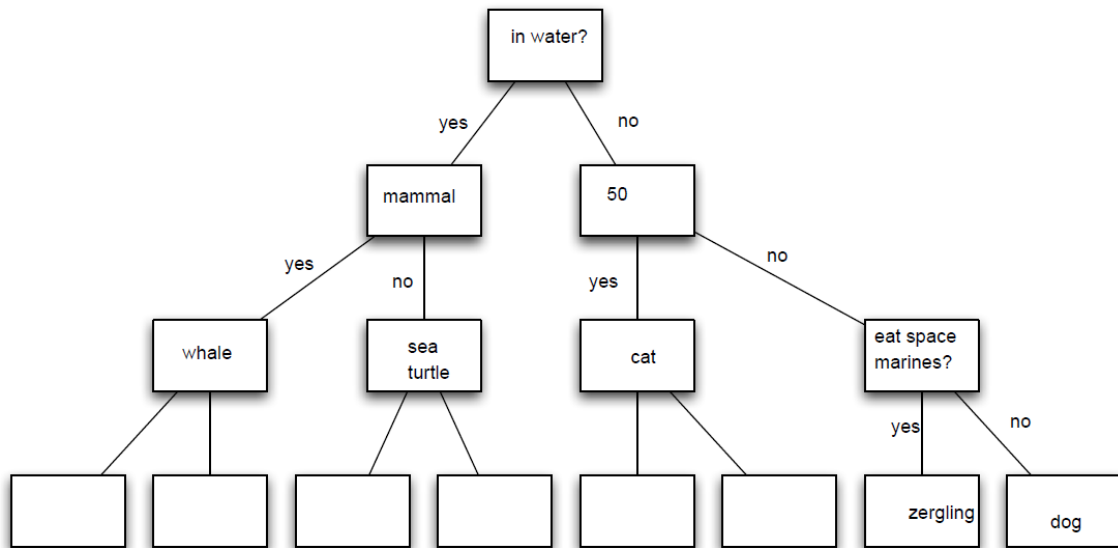 in water?
yes
no
mammal
50
yes
no
yes
no
whale
sea
turtle
cat
eat space
marines?
yes
no
zergling
dog